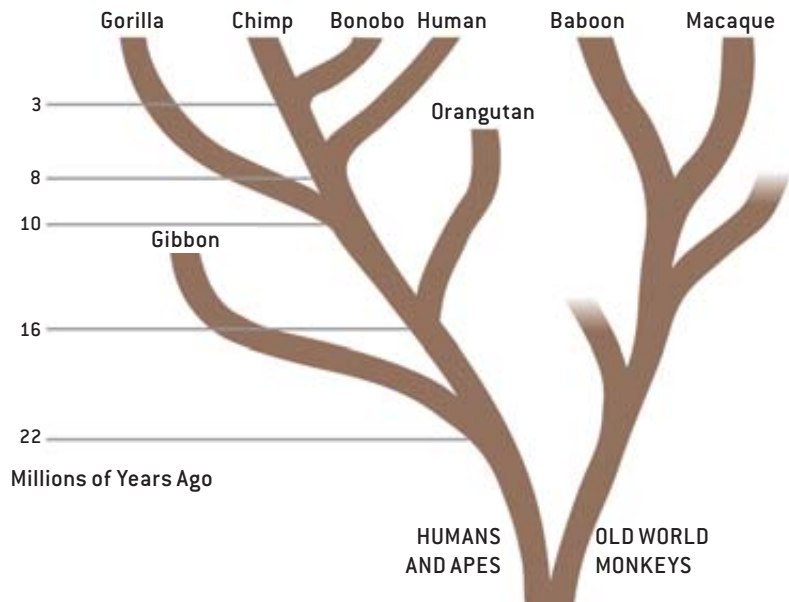 Gorilla
Chimp
Bonobo
Human
Baboon
Macaque
3
Orangutan
8
10
Gibbon
16
22
Millions of Years Ago
HUMANS
AND APES
OLD WORLD
MONKEYS